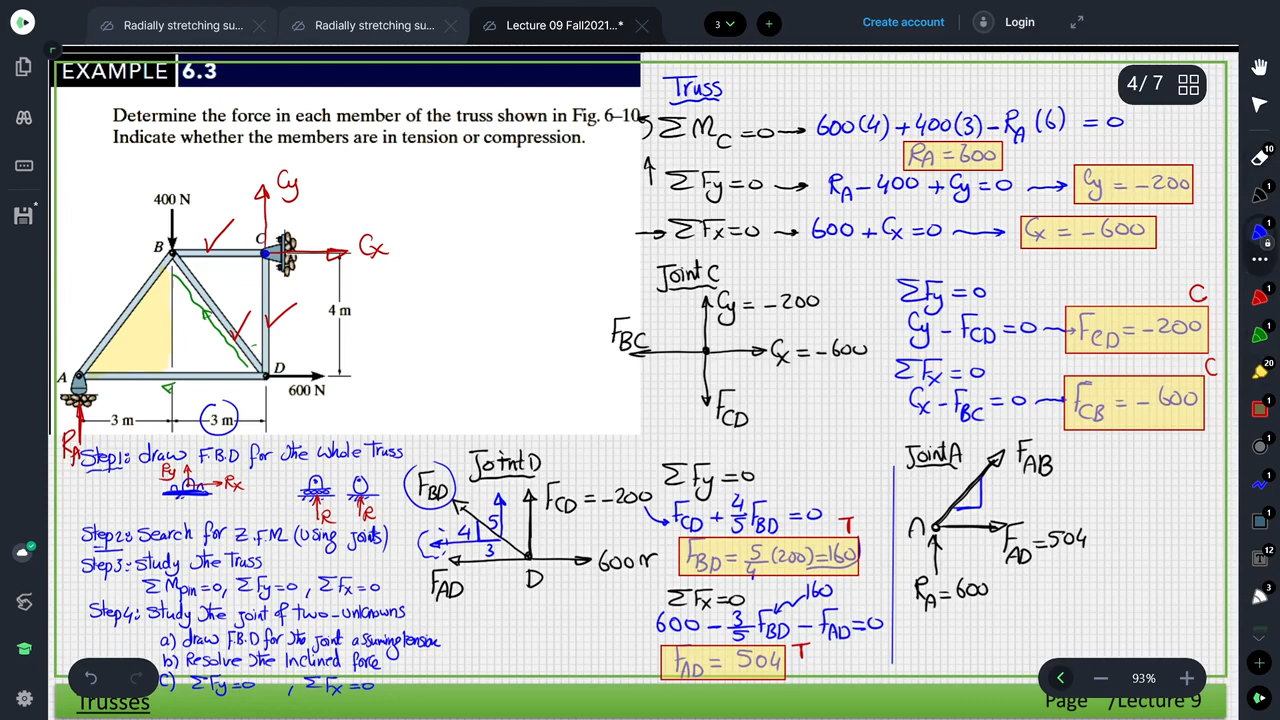 Radially stretching su...
Radially stretching su...
Lecture 09 Fall2021...*
3
Create account
Login
4 / 7
EXAMPLE 6.3
Determine the force in each member of the truss shown in Fig. 6–10.
Indicate whether the members are in tension or compression.
400 N
B
C
Cy
Cx
4 m
A
D
600 N
3 m
3 m
RA
Truss
ΣMC=0 → 600(4)+400(3)-RA(6) = 0
RA = 600
ΣFy=0 → RA-400+Cy=0 → Cy = -200
ΣFx=0 → 600+Cx=0 → Cx = -600
Joint C
Cy = -200
FBC
Cx = -600
FCD
ΣFy=0
Cy - FCD=0 → FCD = -200
C
ΣFx=0
Cx - FBC = 0 → FCB = -600
C
Step1: draw F.B.D for the whole Truss
Ry
Rx
R
R
Step2: Search for Z.F.M (using joints)
Step3: Study the Truss
ΣMpin=0, ΣFy=0, ΣFx=0
Step4: Study the joint of two-unknowns
a) draw F.B.D for the Joint assuming tension
b) Resolve the Inclined force
c) ΣFy=0 , ΣFx=0
Joint D
FBD
FCD = -200
4
5
3
600 N
FAD
D
ΣFy=0
FCD + 4/5 FBD = 0
T
FBD = 5/4 (200) = 160
ΣFx=0
160
600 - 3/5 FBD - FAD=0
FAD = 504
T
Joint A
FAB
A
FAD=504
RA=600
93%
Trusses
Page /Lecture 9